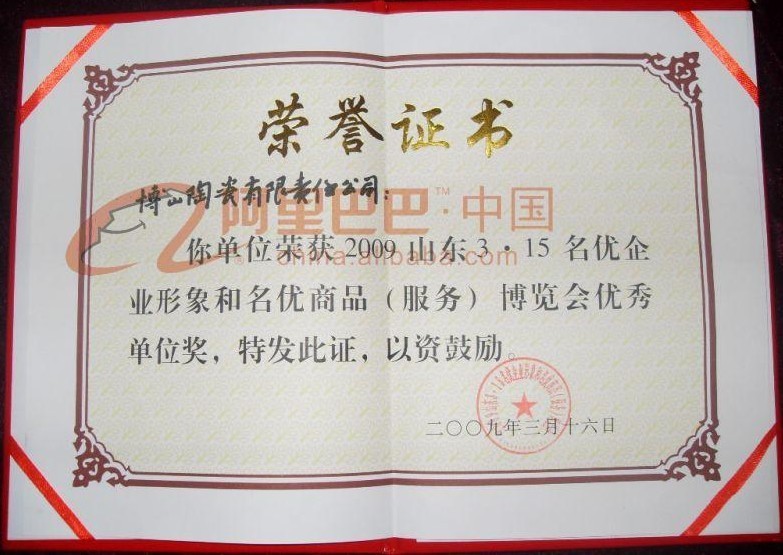 荣誉证书
博山陶瓷有限责任公司:
阿里巴巴™·中国
china.alibaba.com
你单位荣获2009山东3·15名优企
业形象和名优商品(服务)博览会优秀
单位奖,特发此证,以资鼓励。
二〇〇九年三月十六日